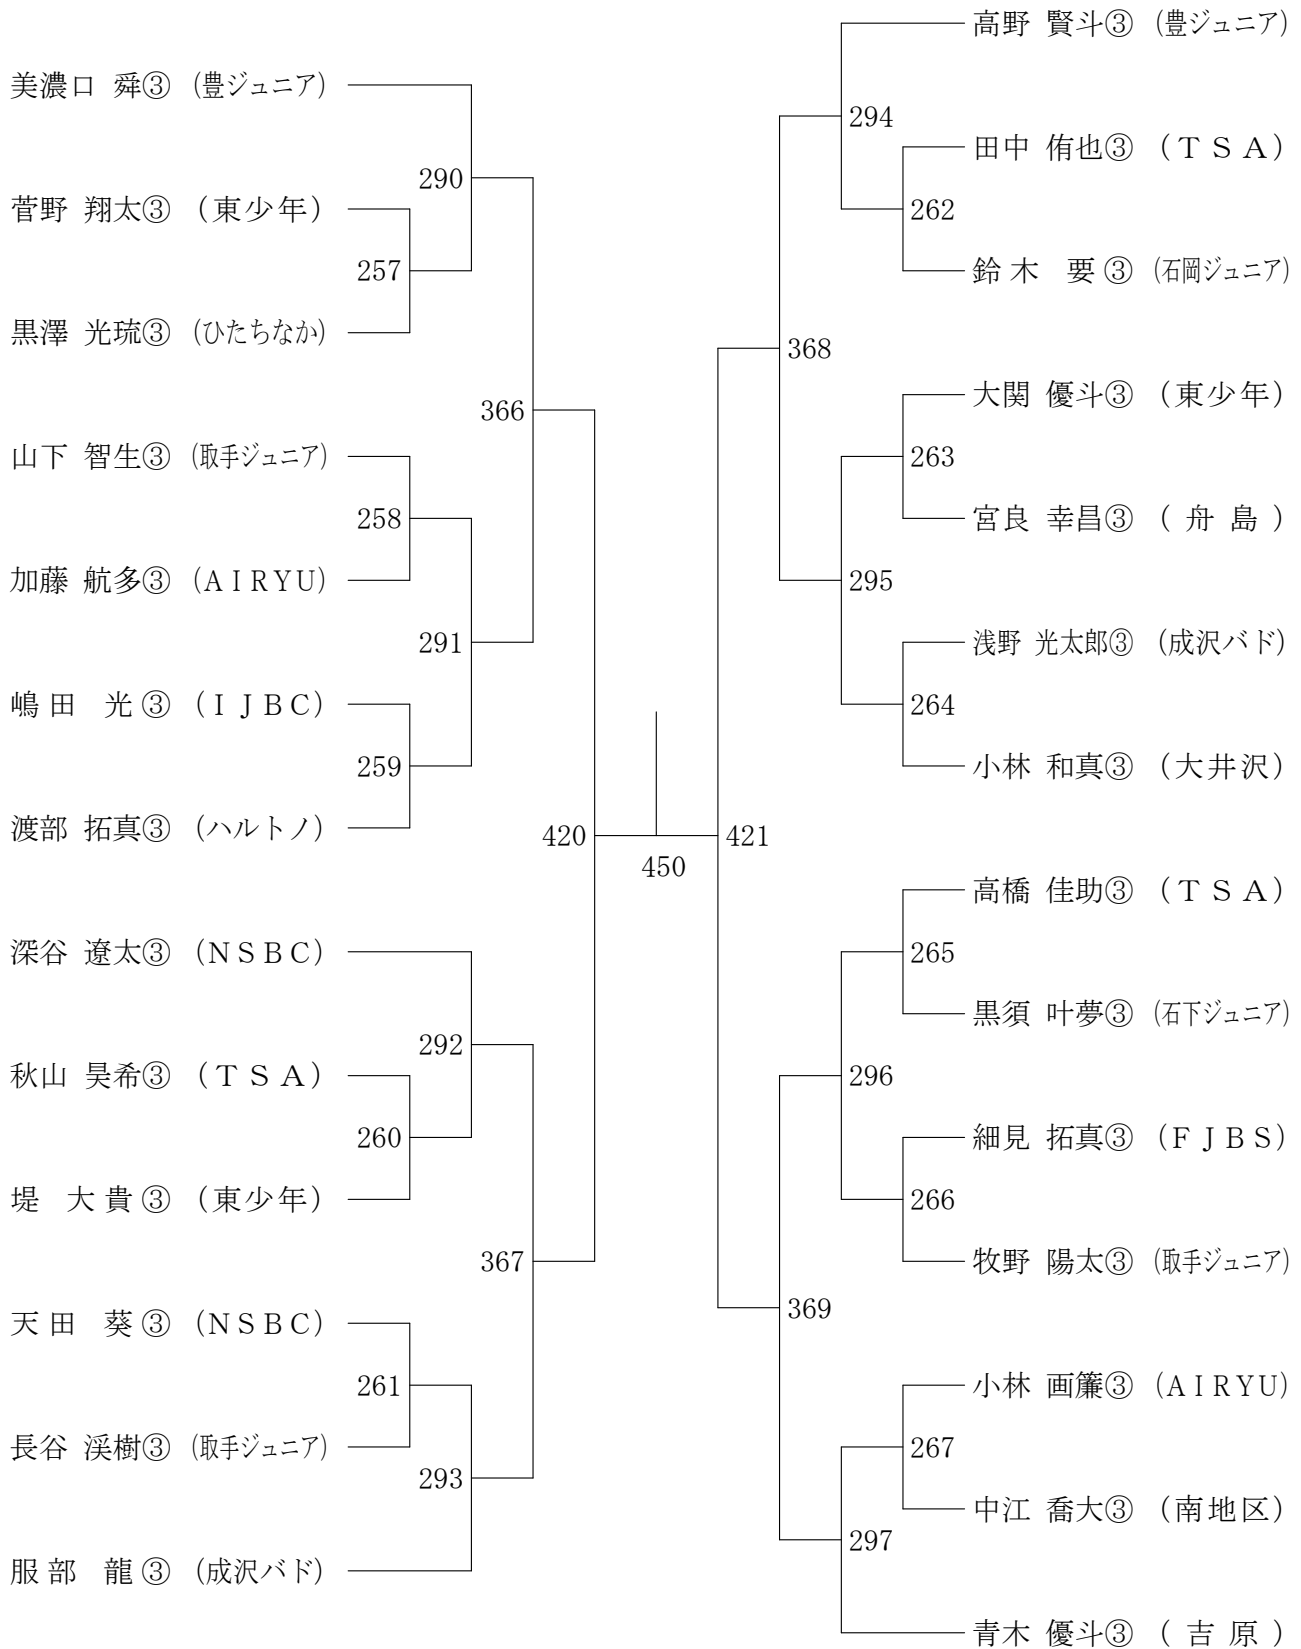 美濃口 舜③ (豊ジュニア)
290
菅野 翔太③ (東少年)
257
黒澤 光琉③ (ひたちなか)
366
山下 智生③ (取手ジュニア)
258
加藤 航多③ (AIRYU)
291
嶋田 光③ (IJBC)
259
渡部 拓真③ (ハルトノ)
420
深谷 遼太③ (NSBC)
292
秋山 昊希③ (TSA)
260
堤 大貴③ (東少年)
367
天田 葵③ (NSBC)
261
長谷 渓樹③ (取手ジュニア)
293
服部 龍③ (成沢バド)
450
高野 賢斗③ (豊ジュニア)
294
田中 侑也③ (TSA)
262
鈴木 要③ (石岡ジュニア)
368
大関 優斗③ (東少年)
263
宮良 幸昌③ (舟島)
295
浅野 光太郎③ (成沢バド)
264
小林 和真③ (大井沢)
421
高橋 佳助③ (TSA)
265
黒須 叶夢③ (石下ジュニア)
296
細見 拓真③ (FJBS)
266
牧野 陽太③ (取手ジュニア)
369
小林 画簾③ (AIRYU)
267
中江 喬大③ (南地区)
297
青木 優斗③ (吉原)